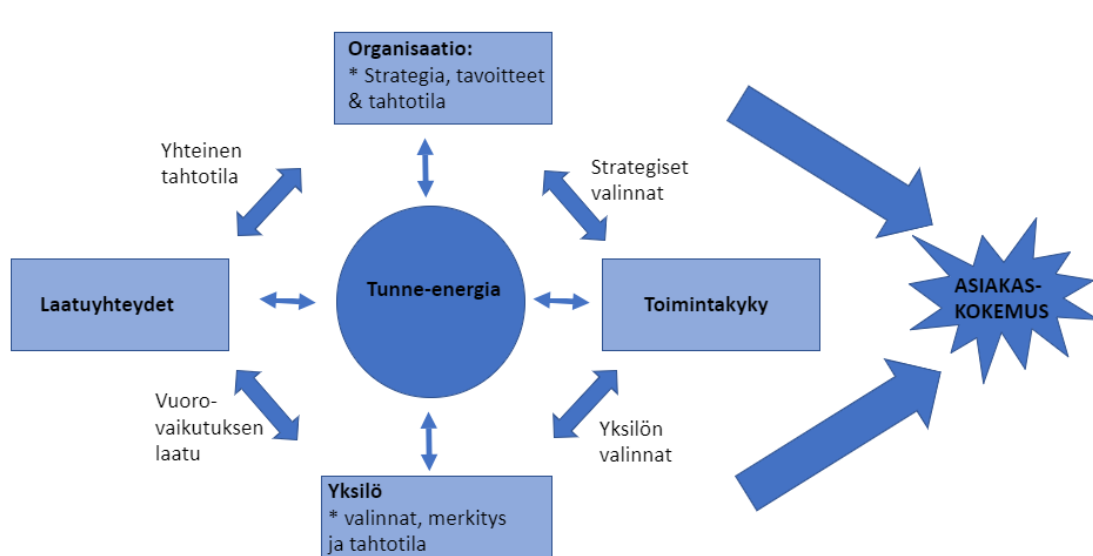 Organisaatio:
* Strategia, tavoitteet
& tahtotila
Yhteinen
tahtotila
Strategiset
valinnat
Laatuyhteydet
Tunne-energia
Toimintakyky
ASIAKAS-
KOKEMUS
Vuoro-
vaikutuksen
laatu
Yksilön
valinnat
Yksilö
* valinnat, merkitys
ja tahtotila